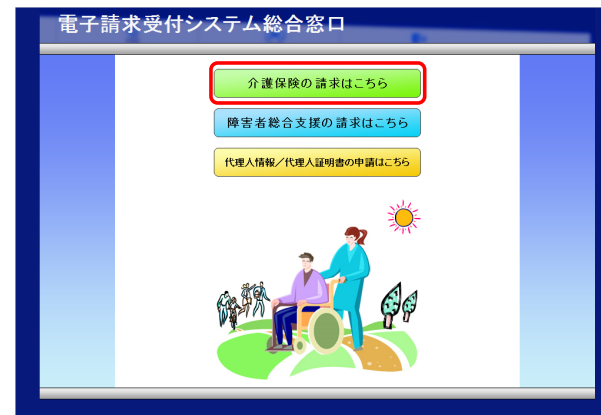 電子請求受付システム総合窓口
介護保険の請求はこちら
障害者総合支援の請求はこちら
代理人情報／代理人証明書の申請はこちら